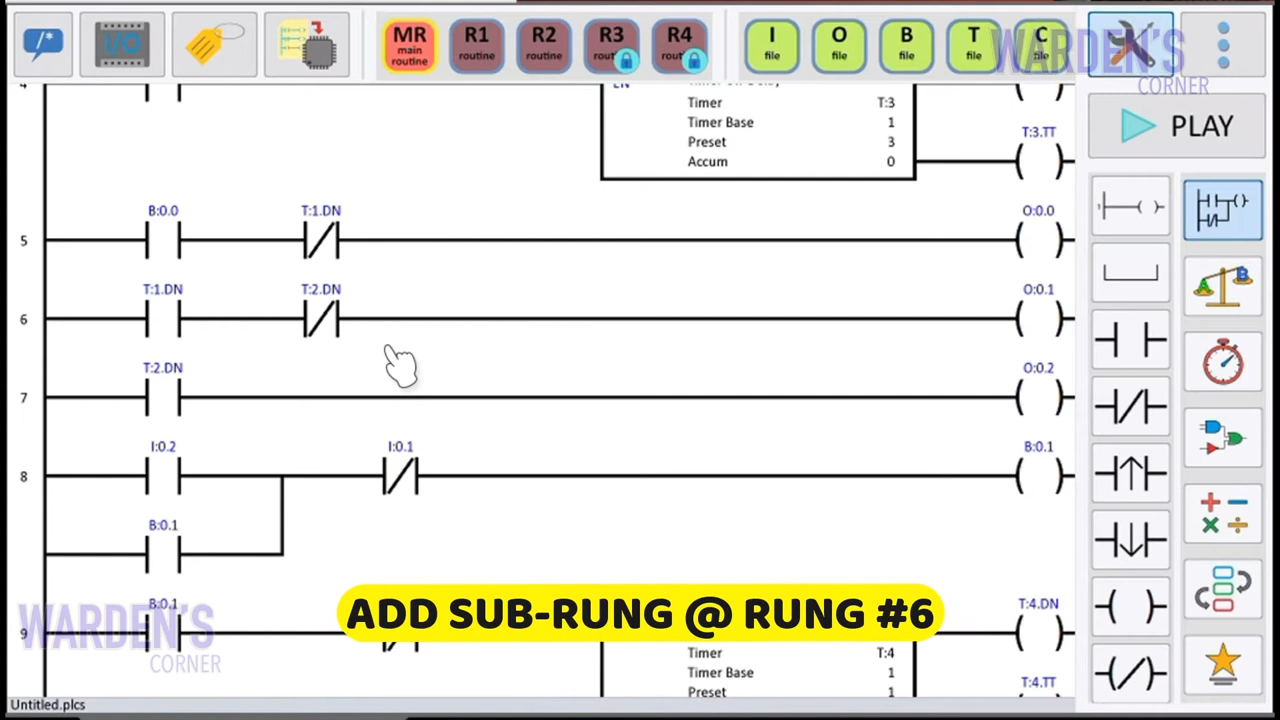 /*
I/O
MR
main
routine
R1
routine
R2
routine
R3
routine
R4
routine
I
file
O
file
B
file
T
file
C
file
WARDEN'S
CORNER
PLAY
EN
Timer T:3
Timer Base 1
Preset 3
Accum 0
T:3.TT
B:0.0 T:1.DN O:0.0
5
T:1.DN T:2.DN O:0.1
6
T:2.DN O:0.2
7
I:0.2 I:0.1 B:0.1
8
B:0.1
B:0.1 T:4.DN
9
ADD SUB-RUNG @ RUNG #6
Timer T:4
Timer Base 1
T:4.TT
Preset 1
WARDEN'S
CORNER
A B
Untitled.plcs